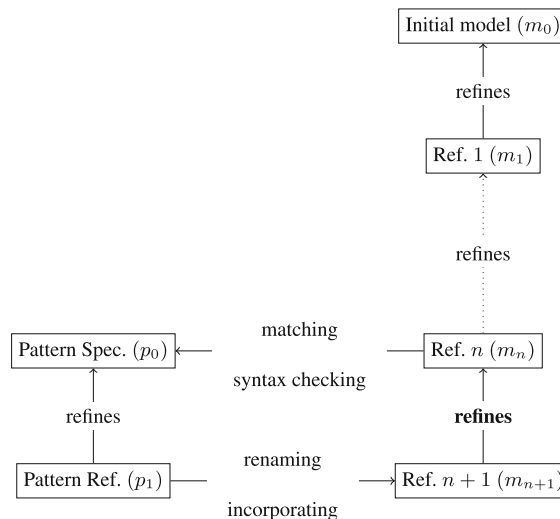 Initial model (m₀)
refines
Ref. 1 (m₁)
refines
matching
Pattern Spec. (p₀)
Ref. n (mₙ)
syntax checking
refines
refines
renaming
Pattern Ref. (p₁)
Ref. n + 1 (mₙ₊₁)
incorporating